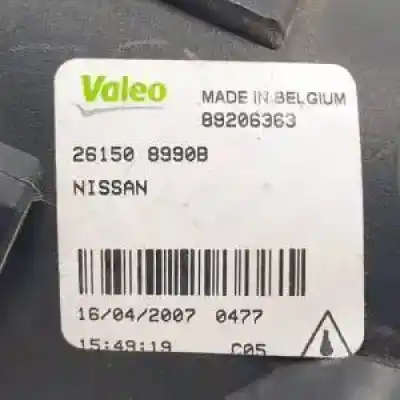 Valeo
MADE IN BELGIUM
89206363
26150 8990B
NISSAN
16/04/2007 0477
15:49:19 C05